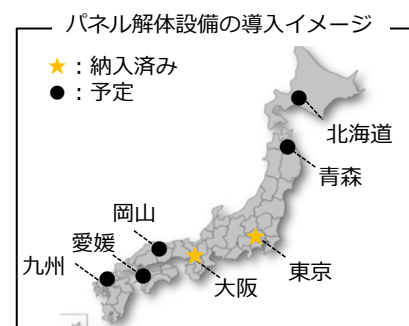 パネル解体設備の導入イメージ
★：納入済み
●：予定
北海道
青森
岡山
愛媛
九州
東京
大阪